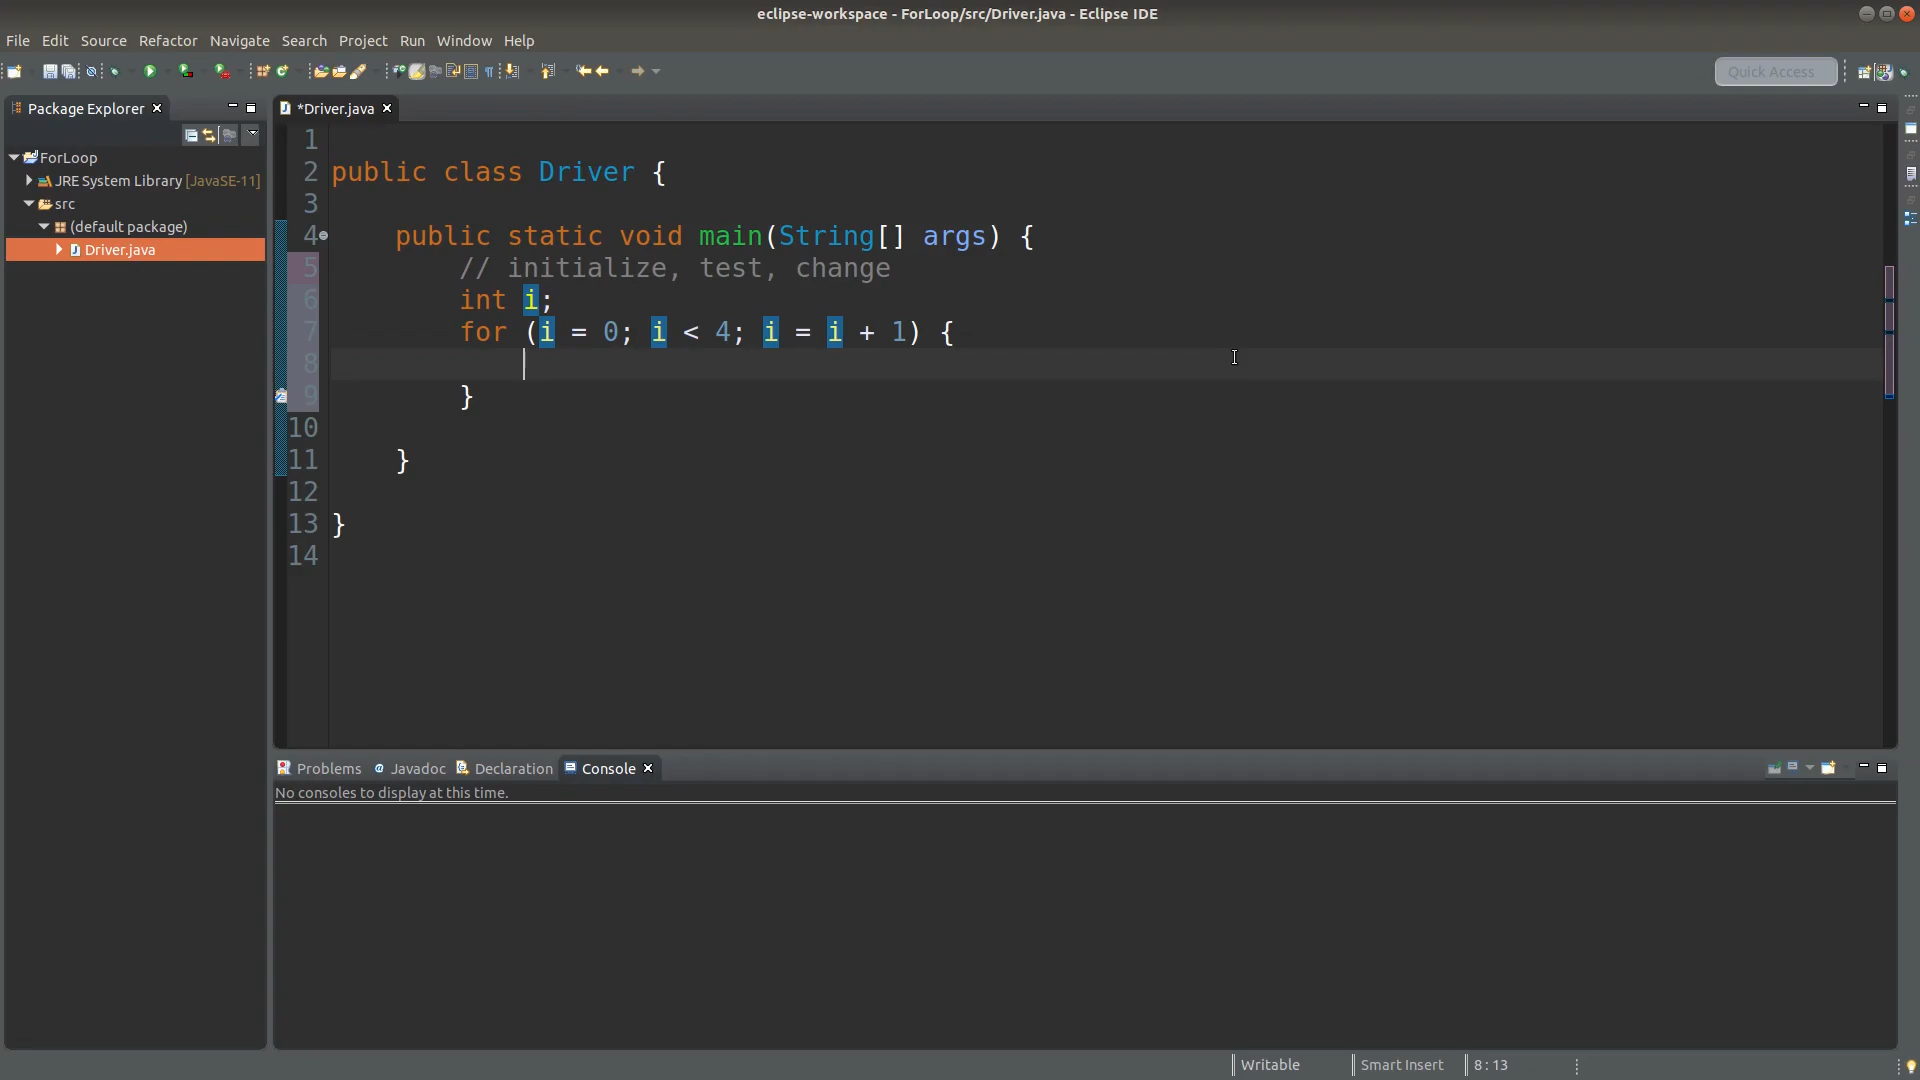 eclipse-workspace - ForLoop/src/Driver.java - Eclipse IDE
File Edit Source Refactor Navigate Search Project Run Window Help
Quick Access
Package Explorer
*Driver.java
ForLoop
JRE System Library [JavaSE-11]
src
(default package)
Driver.java
1
2 public class Driver {
3
4 public static void main(String[] args) {
5 // initialize, test, change
6 int i;
7 for (i = 0; i < 4; i = i + 1) {
8
9 }
10
11 }
12
13 }
14
Problems @ Javadoc Declaration Console
No consoles to display at this time.
Writable Smart Insert 8 : 13